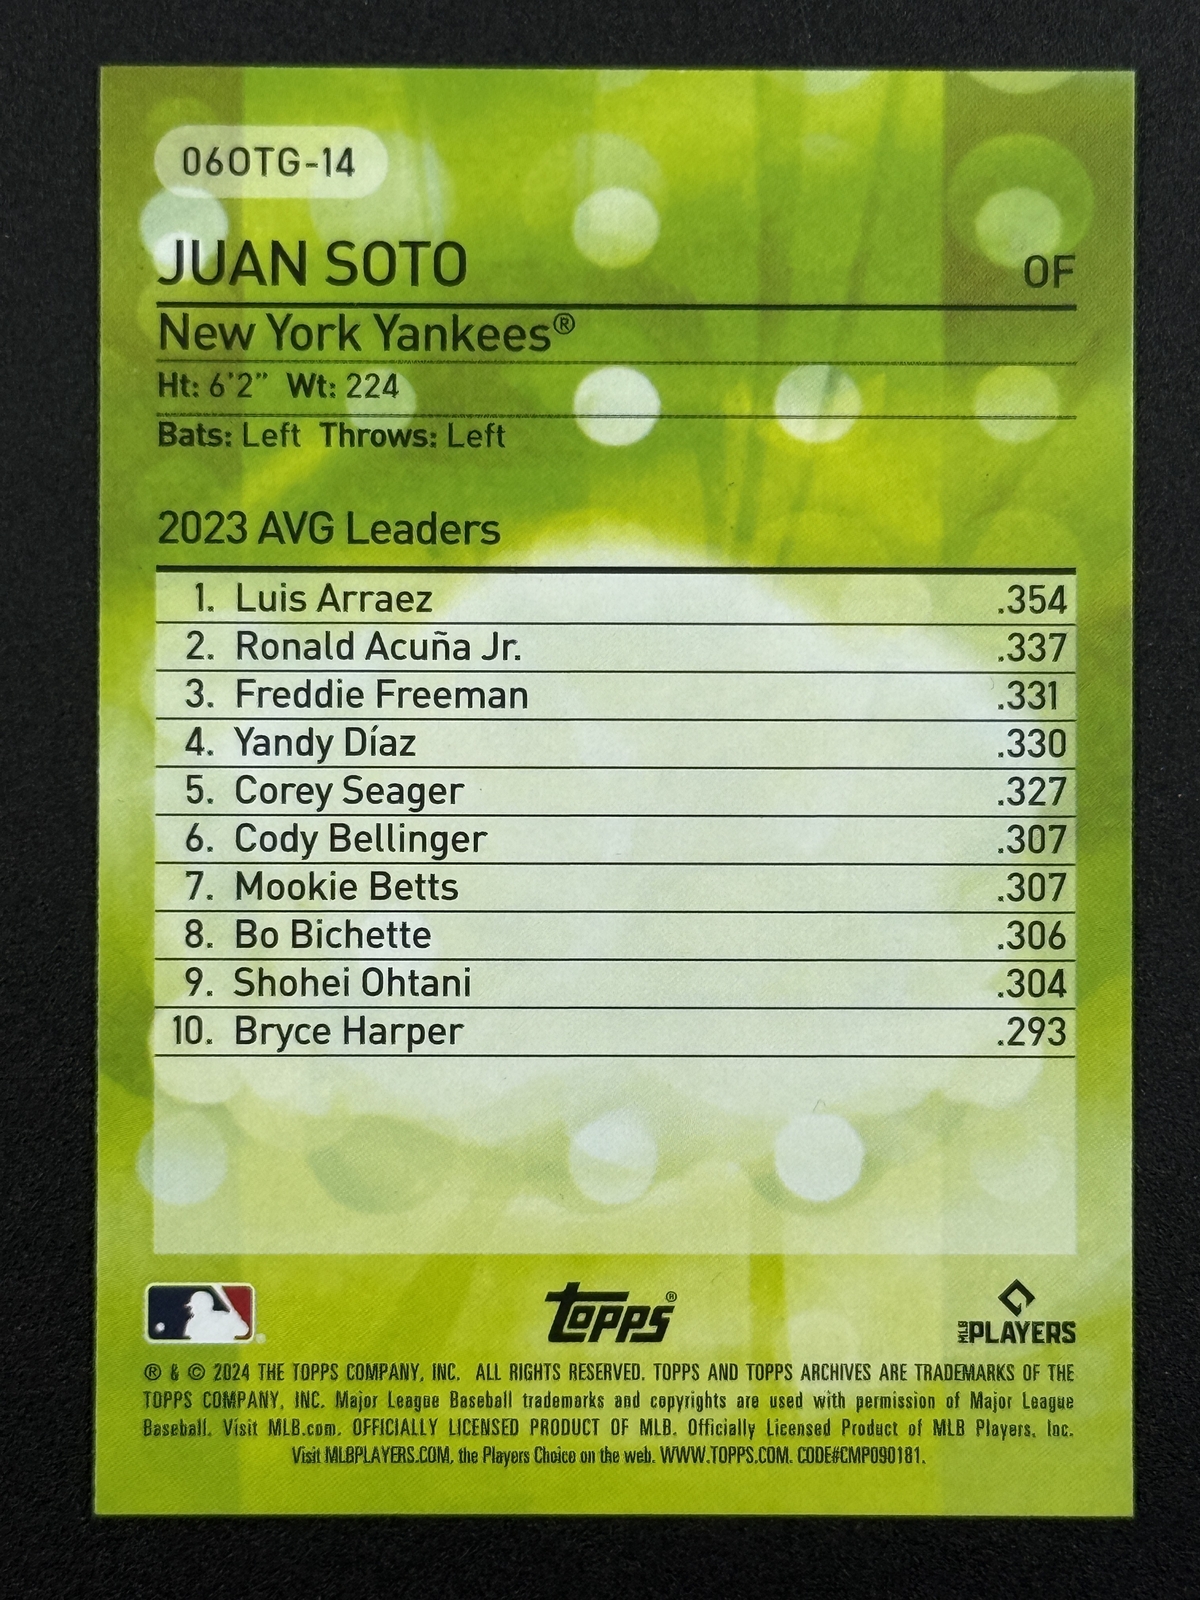 06OTG-14
JUAN SOTO OF
New York Yankees®
Ht: 6'2" Wt: 224
Bats: Left Throws: Left
2023 AVG Leaders
1. Luis Arraez .354
2. Ronald Acuña Jr. .337
3. Freddie Freeman .331
4. Yandy Díaz .330
5. Corey Seager .327
6. Cody Bellinger .307
7. Mookie Betts .307
8. Bo Bichette .306
9. Shohei Ohtani .304
10. Bryce Harper .293
topps® MLB PLAYERS
® & © 2024 THE TOPPS COMPANY, INC. ALL RIGHTS RESERVED. TOPPS AND TOPPS ARCHIVES ARE TRADEMARKS OF THE
TOPPS COMPANY, INC. Major League Baseball trademarks and copyrights are used with permission of Major League
Baseball. Visit MLB.com. OFFICIALLY LICENSED PRODUCT OF MLB. Officially Licensed Product of MLB Players, Inc.
Visit MLBPLAYERS.COM, the Players Choice on the web. WWW.TOPPS.COM. CODE#CMP090181.